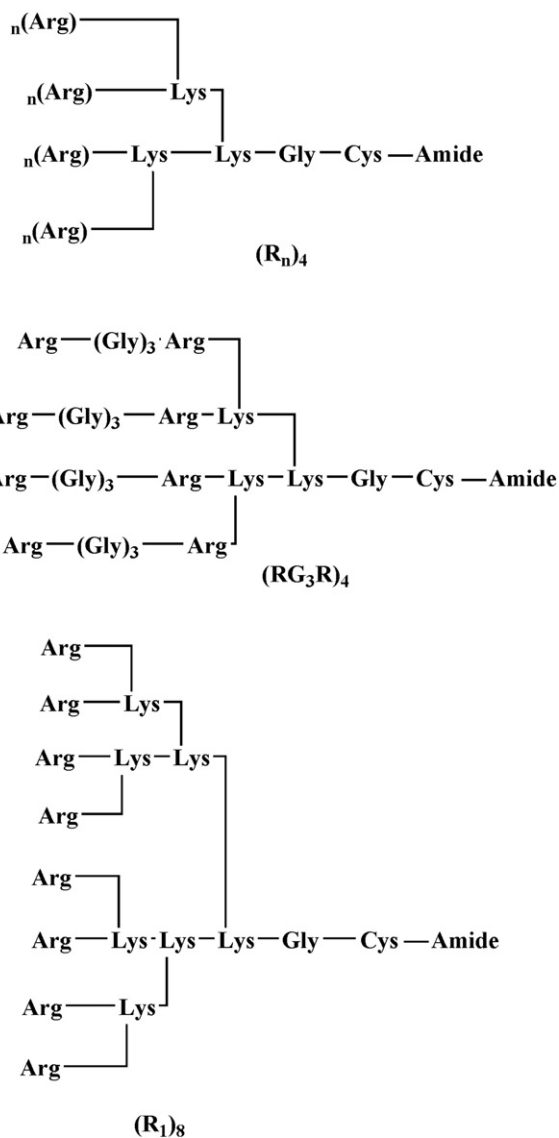 n(Arg)
n(Arg) Lys
n(Arg) Lys Lys Gly Cys Amide
n(Arg)
(Rn)4
Arg (Gly)3 Arg
Arg (Gly)3 Arg Lys
Arg (Gly)3 Arg Lys Lys Gly Cys Amide
Arg (Gly)3 Arg
(RG3R)4
Arg
Arg Lys
Arg Lys Lys
Arg
Arg
Arg Lys Lys Lys Gly Cys Amide
Arg Lys
Arg
(R1)8